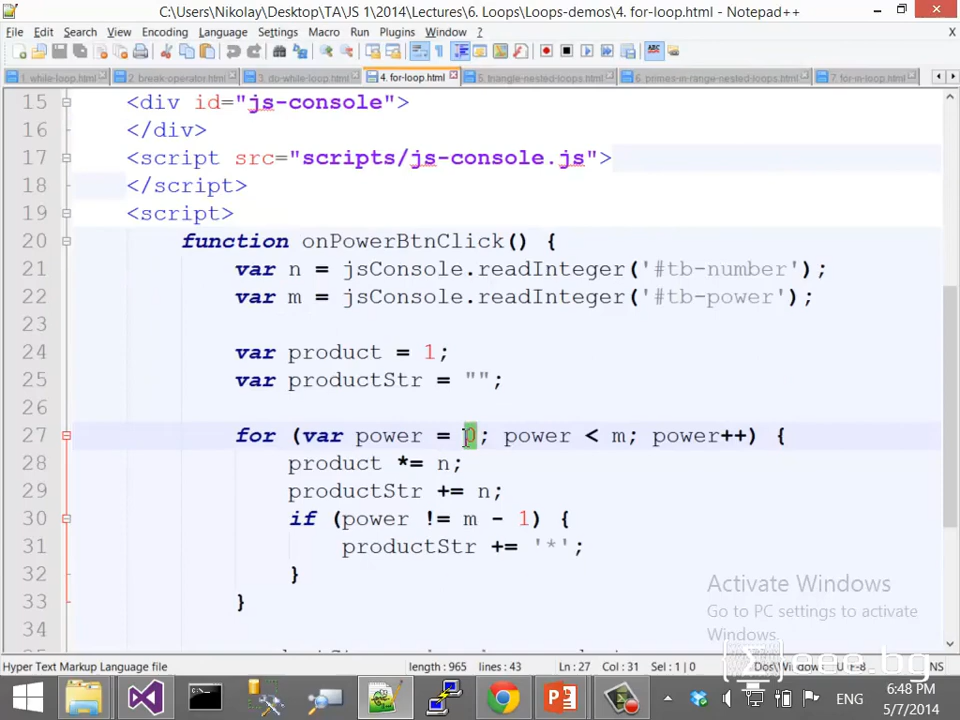 C:\Users\Nikolay\Desktop\TA\JS 1\2014\Lectures\6. Loops\Loops-demos\4. for-loop.html - Notepad++
File Edit Search View Encoding Language Settings Macro Run Plugins Window ? X
1. while-loop.html 2. break-operator.html 3. do-while-loop.html 4. for-loop.html 5. triangle-nested-loops.html 6. primes-in-range-nested-loops.html 7. for-in-loop.html
15 <div id="js-console">
16 </div>
17 <script src="scripts/js-console.js">
18 </script>
19 <script>
20 function onPowerBtnClick() {
21 var n = jsConsole.readInteger('#tb-number');
22 var m = jsConsole.readInteger('#tb-power');
23
24 var product = 1;
25 var productStr = "";
26
27 for (var power = 0; power < m; power++) {
28 product *= n;
29 productStr += n;
30 if (power != m - 1) {
31 productStr += '*';
32 }
33 }
34
Activate Windows
Go to PC settings to activate
Windows.
eee.bg
Hyper Text Markup Language file length : 965 lines : 43 Ln : 27 Col : 31 Sel : 1 | 0 Dos\Windows
ENG
6:48 PM
5/7/2014